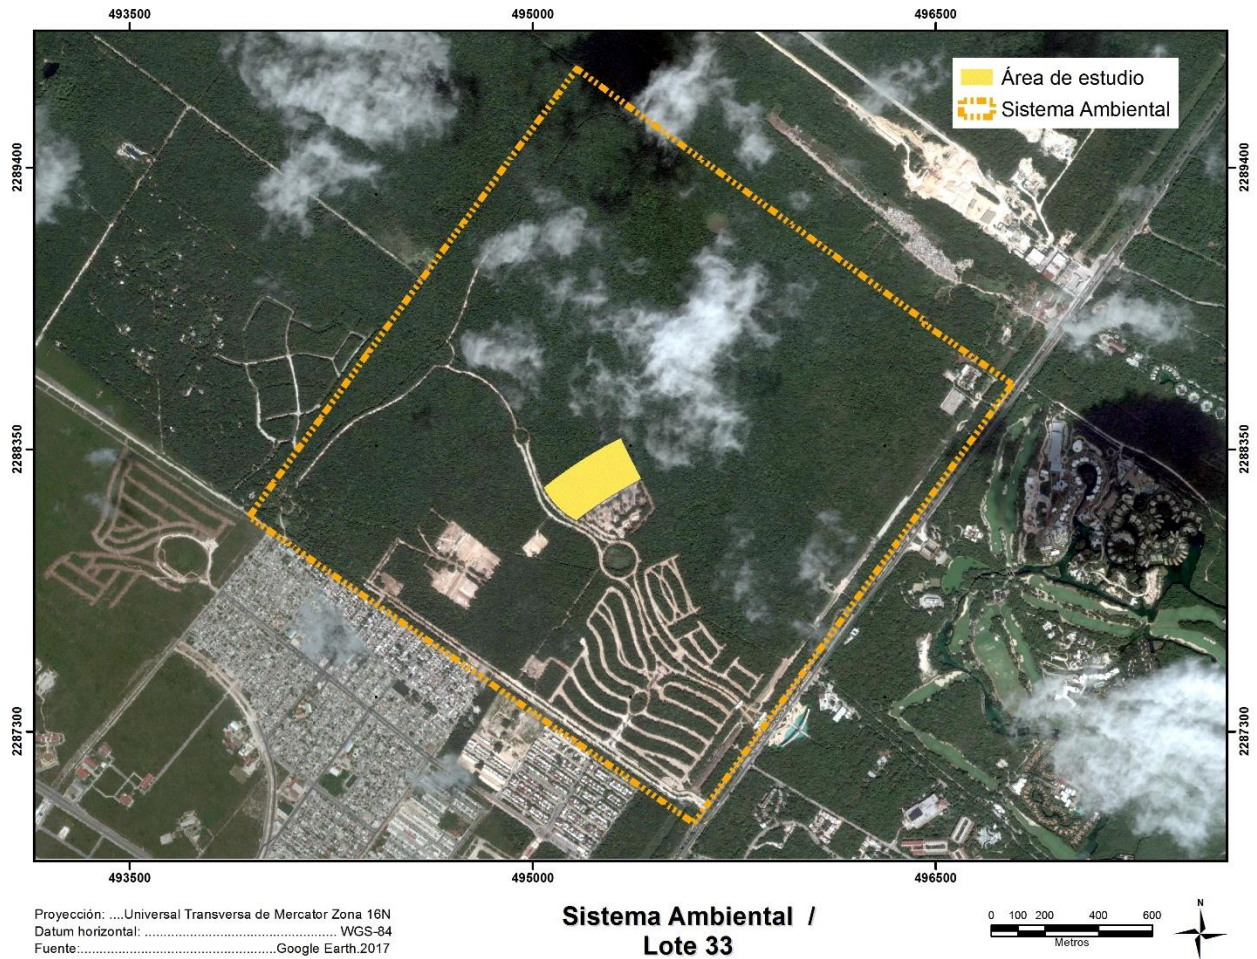 493500
495000
496500
Área de estudio
Sistema Ambiental
2289400
2289400
2288350
2288350
2287300
2287300
493500
495000
496500
Proyección: ....Universal Transversa de Mercator Zona 16N
Datum horizontal: .................................................. WGS-84
Fuente:....................................................Google Earth.2017
Sistema Ambiental /
Lote 33
0 100 200 400 600
Metros
N